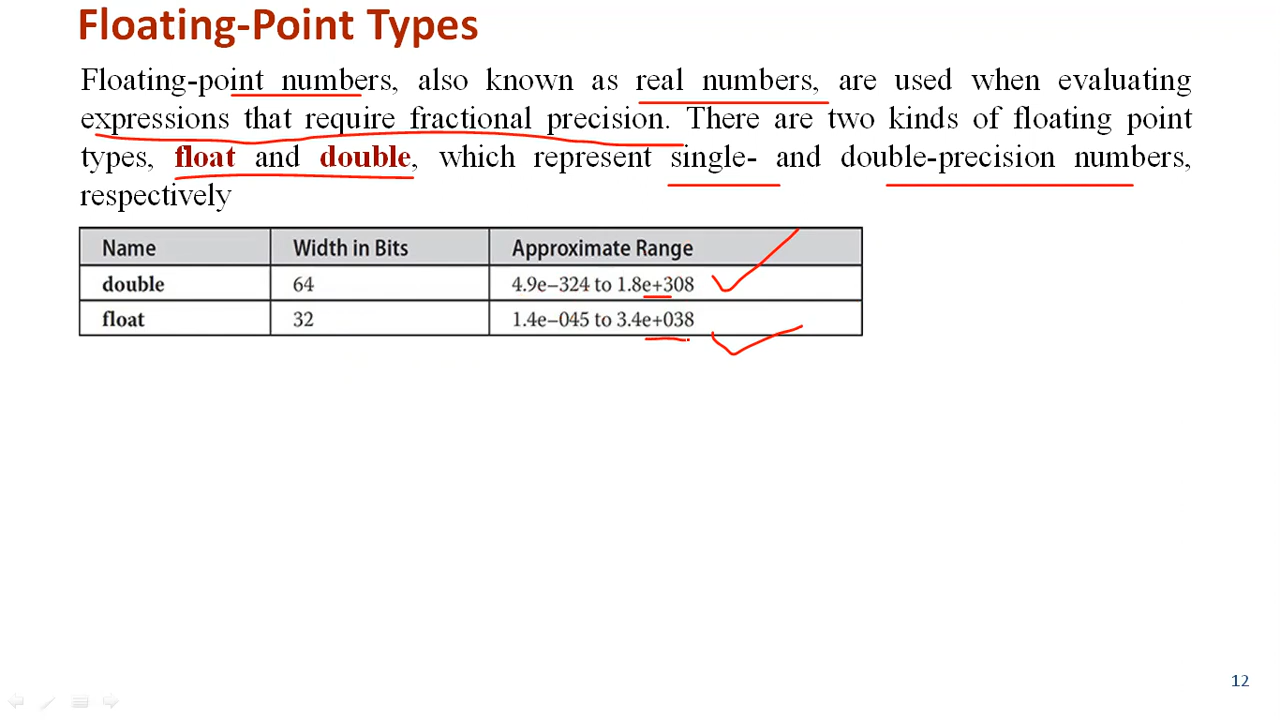 Floating-Point Types
Floating-point numbers, also known as real numbers, are used when evaluating
expressions that require fractional precision. There are two kinds of floating point
types, float and double, which represent single- and double-precision numbers,
respectively
Name Width in Bits Approximate Range
double 64 4.9e–324 to 1.8e+308
float 32 1.4e–045 to 3.4e+038
12